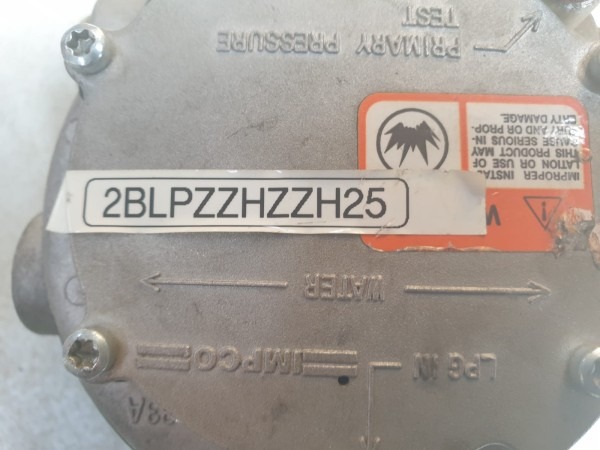 PRIMARY PRESSURE
TEST
IMPROPER INSTAL-
LATION OR USE OF
THIS PRODUCT MAY
CAUSE SERIOUS IN-
JURY AND OR PROP-
ERTY DAMAGE.
2BLPZZHZZH25
WATER
IMPCO
LPG IN